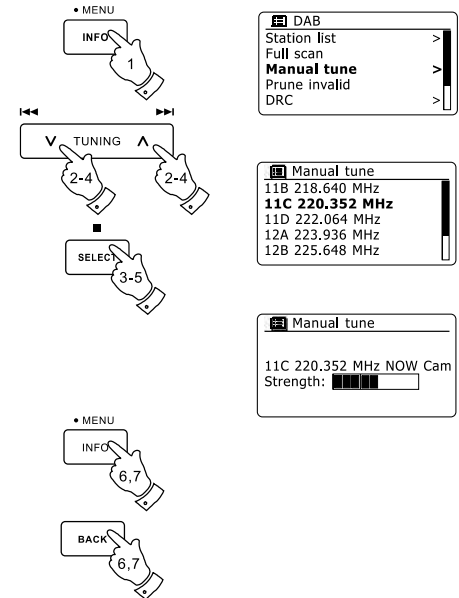 • MENU
INFO
1
TUNING
2-4
2-4
SELECT
3-5
• MENU
INFO
6,7
BACK
6,7
DAB
Station list >
Full scan
Manual tune >
Prune invalid
DRC >
Manual tune
11B 218.640 MHz
11C 220.352 MHz
11D 222.064 MHz
12A 223.936 MHz
12B 225.648 MHz
Manual tune
11C 220.352 MHz NOW Cam
Strength: